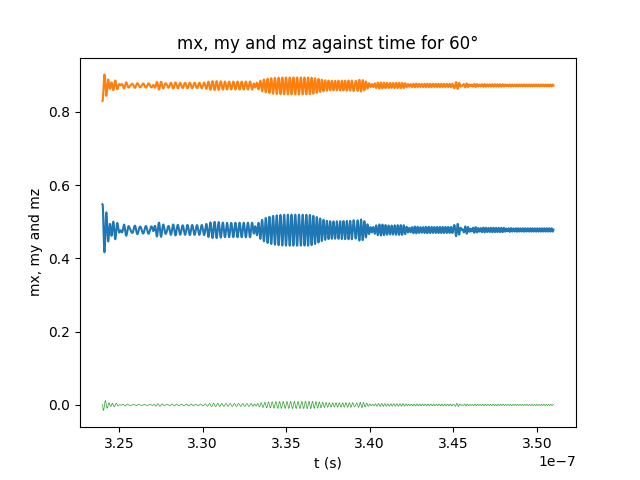 mx, my and mz against time for 60°
mx, my and mz
0.8
0.6
0.4
0.2
0.0
3.25 3.30 3.35 3.40 3.45 3.50
1e−7
t (s)